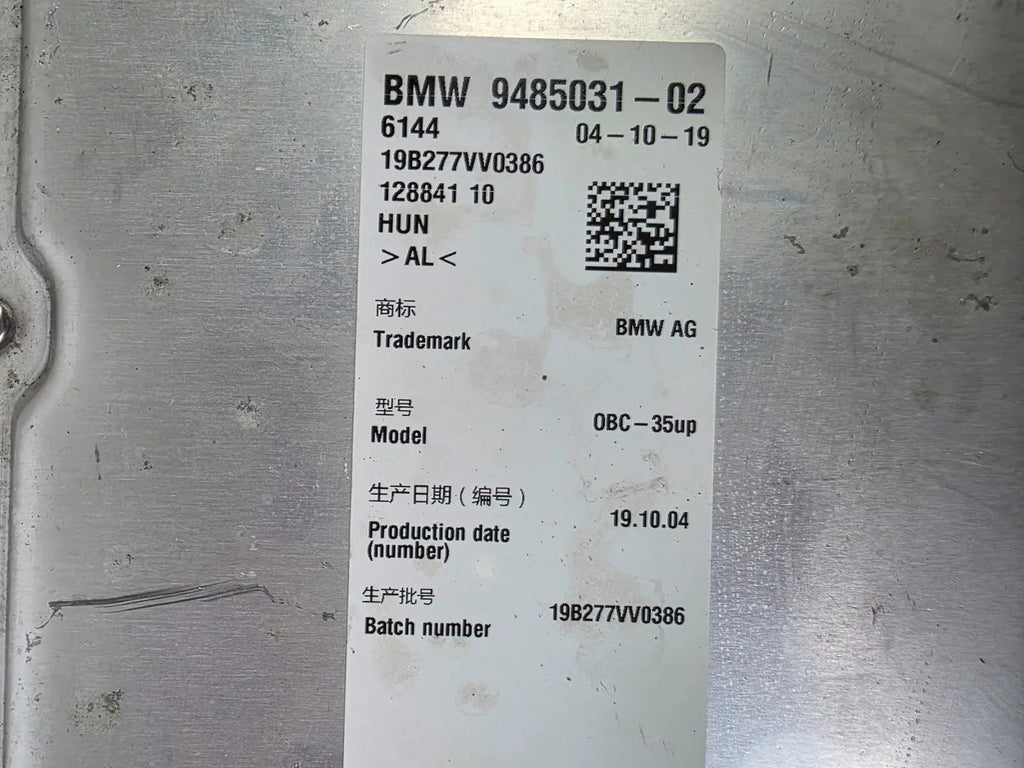 BMW 9485031-02
6144 04-10-19
19B277VV0386
128841 10
HUN
>AL<
商标
Trademark BMW AG
型号
Model OBC-35up
生产日期(编号)
Production date 19.10.04
(number)
生产批号
Batch number 19B277VV0386